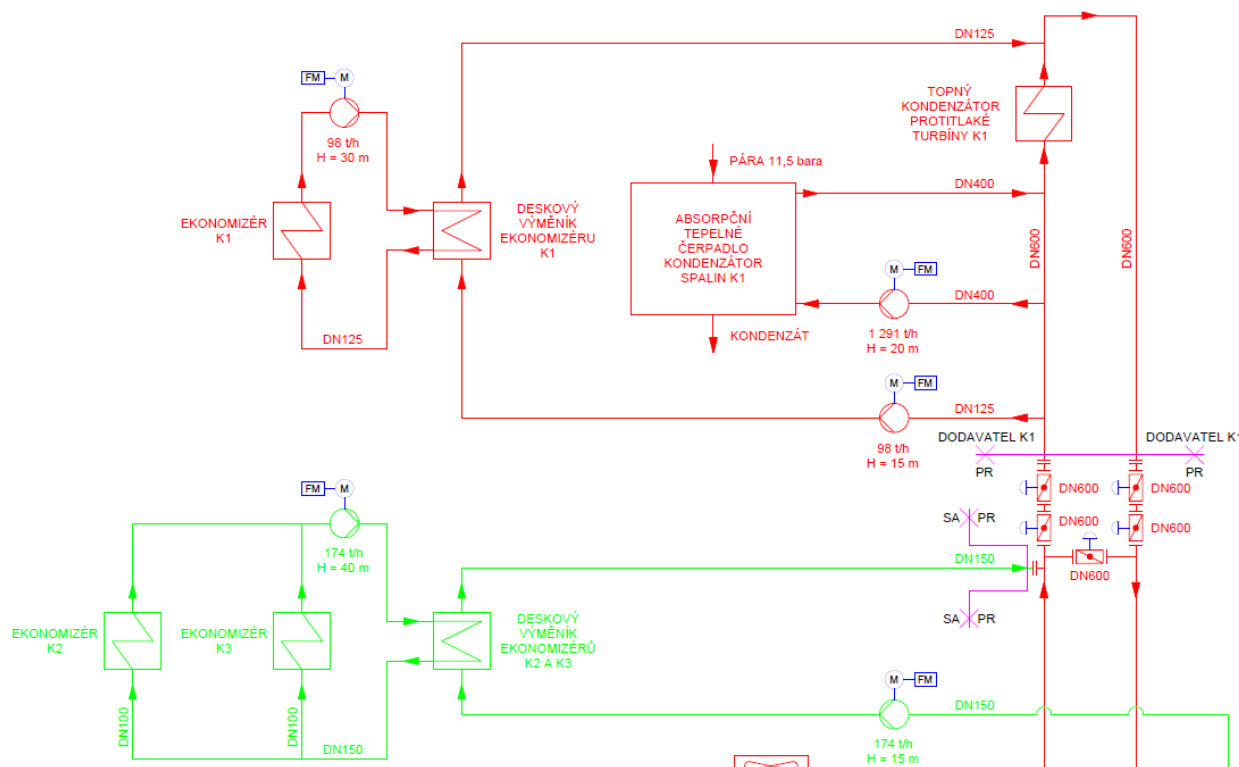 DN125
FM
M
TOPNÝ
KONDENZÁTOR
PROTITLAKÉ
TURBÍNY K1
98 t/h
H = 30 m
PÁRA 11,5 bara
DN400
EKONOMIZÉR
K1
DESKOVÝ
VÝMĚNÍK
EKONOMIZÉRU
K1
ABSORPČNÍ
TEPELNÉ
ČERPADLO
KONDENZÁTOR
SPALIN K1
DN600
DN600
M
FM
DN400
DN125
KONDENZÁT
1 291 t/h
H = 20 m
M
FM
DN125
98 t/h
H = 15 m
DODAVATEL K1
DODAVATEL K1
PR
PR
FM
M
DN600
DN600
SA
PR
DN600
DN600
174 t/h
H = 40 m
DN150
DN600
EKONOMIZÉR
K2
EKONOMIZÉR
K3
DESKOVÝ
VÝMĚNÍK
EKONOMIZÉRŮ
K2 A K3
SA
PR
M
FM
DN100
DN100
DN150
DN150
174 t/h
H = 15 m